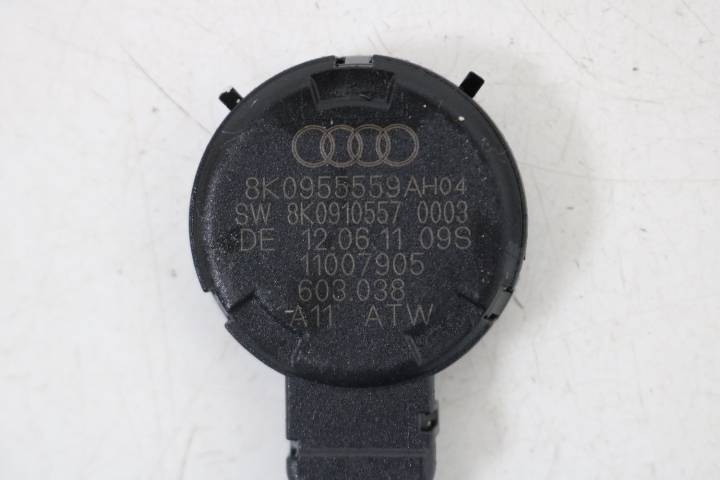 8K0955559AH04
SW 8K0910557 0003
DE 12.06.11 09S
11007905
603.038
A11 ATW